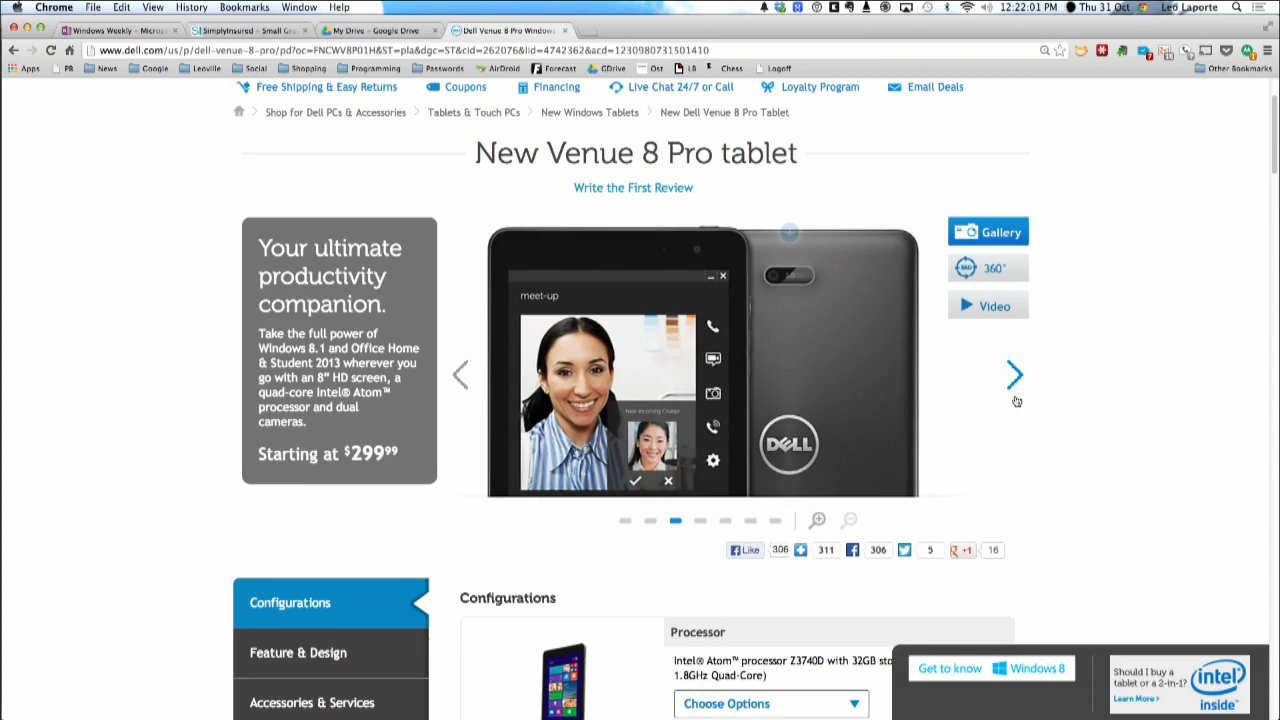 Chrome File Edit View History Bookmarks Window Help 12:22:01 PM Thu 31 Oct Leo Laporte
Windows Weekly – Micros SimplyInsured – Small Gro My Drive – Google Drive Dell Venue 8 Pro Windows
www.dell.com/us/p/dell-venue-8-pro/pd?oc=FNCWV8P01H&ST=pla&dgc=ST&cid=262076&lid=4742362&acd=1230980731501410
Apps PB News Google Leoville Social Shopping Programming Passwords AirDroid Forecast GDrive Ost LB Chess Logoff Other Bookmarks
Free Shipping & Easy Returns Coupons Financing Live Chat 24/7 or Call Loyalty Program Email Deals
Shop for Dell PCs & Accessories Tablets & Touch PCs New Windows Tablets New Dell Venue 8 Pro Tablet
New Venue 8 Pro tablet
Write the First Review
Your ultimate
productivity
companion.
Take the full power of
Windows 8.1 and Office Home
& Student 2013 wherever you
go with an 8" HD screen, a
quad-core Intel® Atom™
processor and dual
cameras.
Starting at $299⁹⁹
meet-up
DELL
Gallery
360°
Video
Like 306 311 306 5 +1 16
Configurations
Feature & Design
Accessories & Services
Configurations
Processor
Intel® Atom™ processor Z3740D with 32GB sto
1.8GHz Quad-Core)
Choose Options
Get to know Windows 8
Should I buy a
tablet or a 2-in-1?
Learn More >
intel
inside™